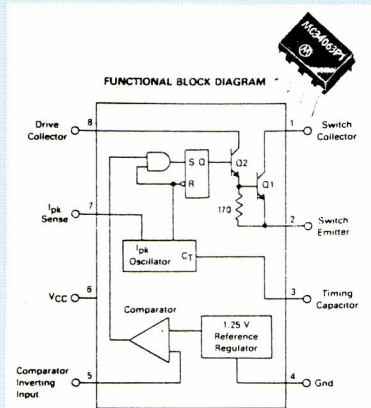 MC34063P1
FUNCTIONAL BLOCK DIAGRAM
Drive
Collector
8
1
Switch
Collector
S Q
R
Q2
Q1
170
Ipk
Sense
7
2
Switch
Emitter
Ipk
Oscillator
CT
3
Timing
Capacitor
VCC
6
Comparator
1.25 V
Reference
Regulator
Comparator
Inverting
Input
5
4
Gnd